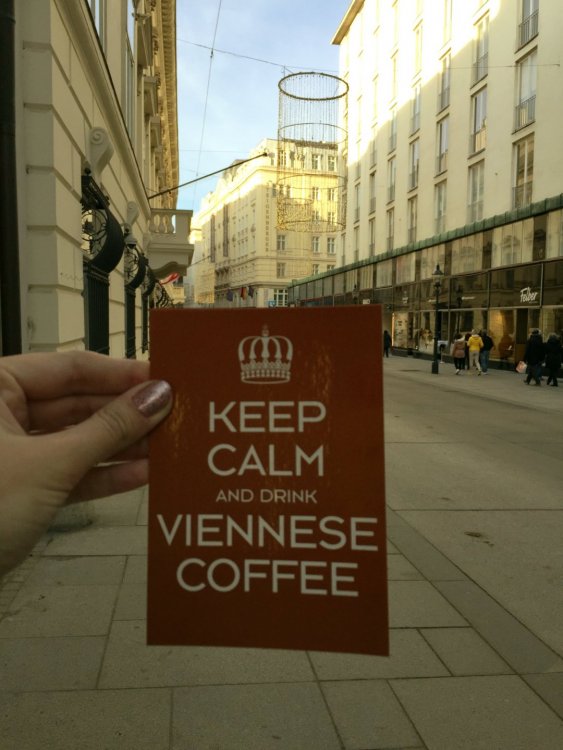 Felber
KEEP
CALM
AND DRINK
VIENNESE
COFFEE